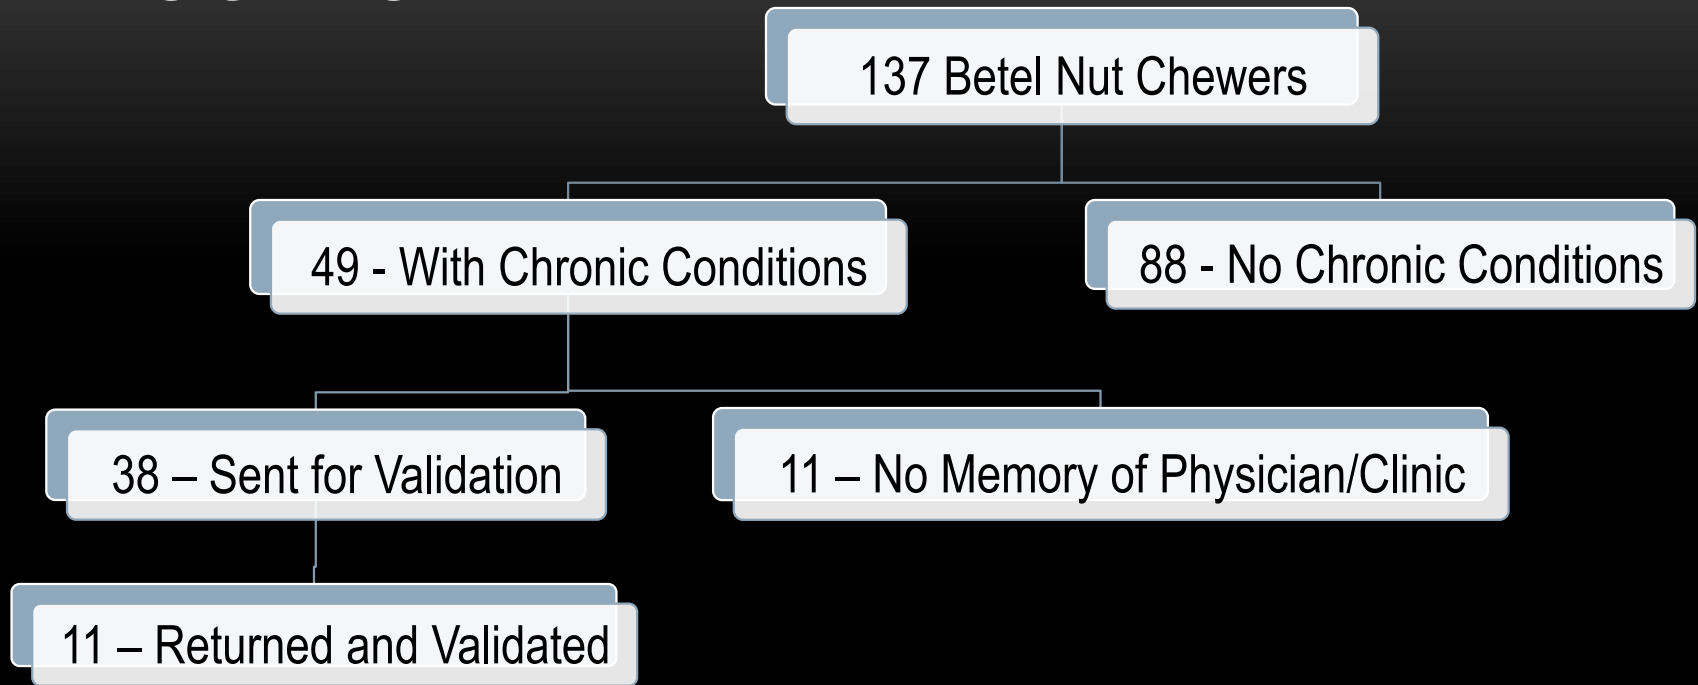 137 Betel Nut Chewers
49 - With Chronic Conditions
88 - No Chronic Conditions
38 – Sent for Validation
11 – No Memory of Physician/Clinic
11 – Returned and Validated